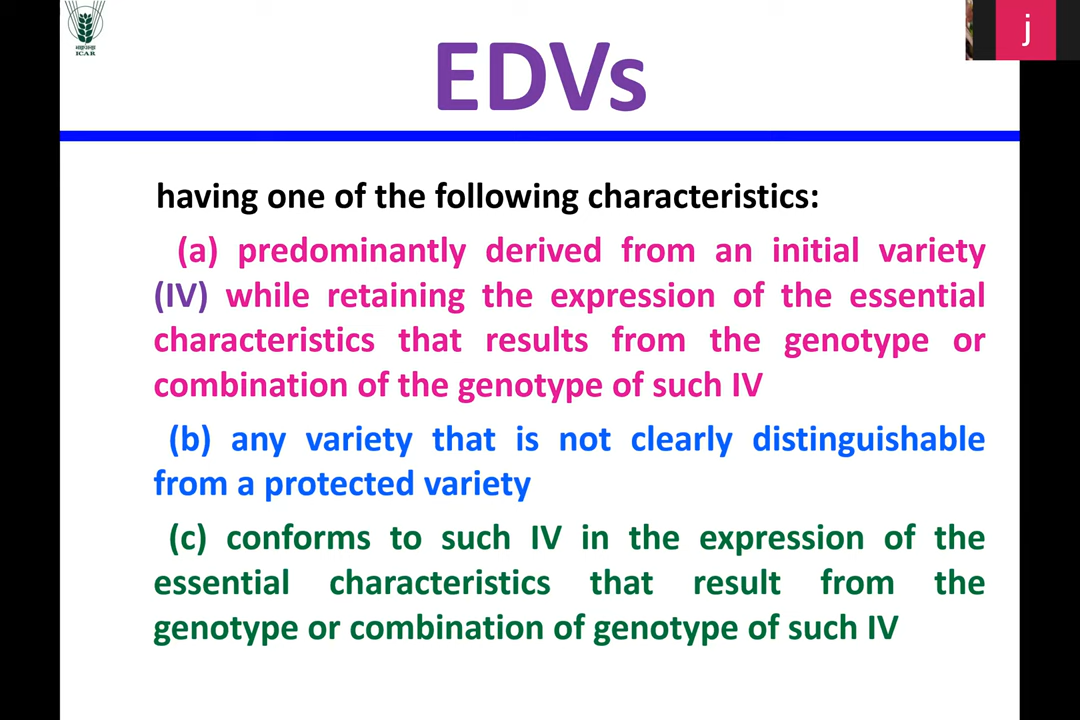 ICAR
j
EDVs
having one of the following characteristics:
(a) predominantly derived from an initial variety
(IV) while retaining the expression of the essential
characteristics that results from the genotype or
combination of the genotype of such IV
(b) any variety that is not clearly distinguishable
from a protected variety
(c) conforms to such IV in the expression of the
essential characteristics that result from the
genotype or combination of genotype of such IV